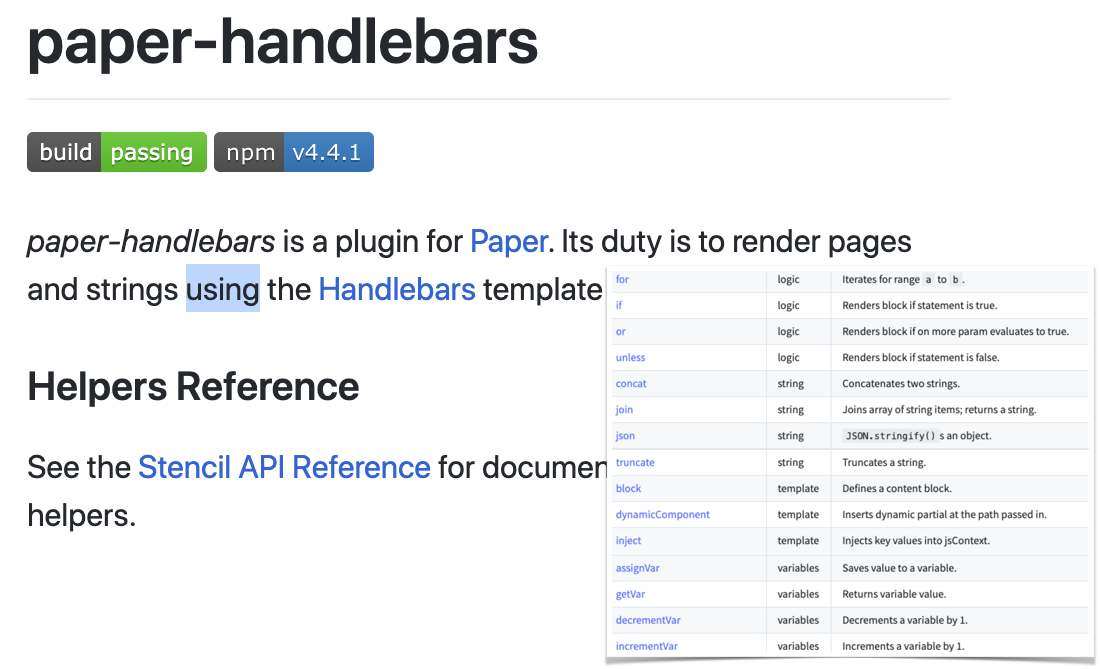 paper-handlebars
build passing npm v4.4.1
paper-handlebars is a plugin for Paper. Its duty is to render pages
and strings using the Handlebars template
Helpers Reference
See the Stencil API Reference for documen
helpers.
for logic Iterates for range a to b .
if logic Renders block if statement is true.
or logic Renders block if on more param evaluates to true.
unless logic Renders block if statement is false.
concat string Concatenates two strings.
join string Joins array of string items; returns a string.
json string JSON.stringify() s an object.
truncate string Truncates a string.
block template Defines a content block.
dynamicComponent template Inserts dynamic partial at the path passed in.
inject template Injects key values into jsContext.
assignVar variables Saves value to a variable.
getVar variables Returns variable value.
decrementVar variables Decrements a variable by 1.
incrementVar variables Increments a variable by 1.